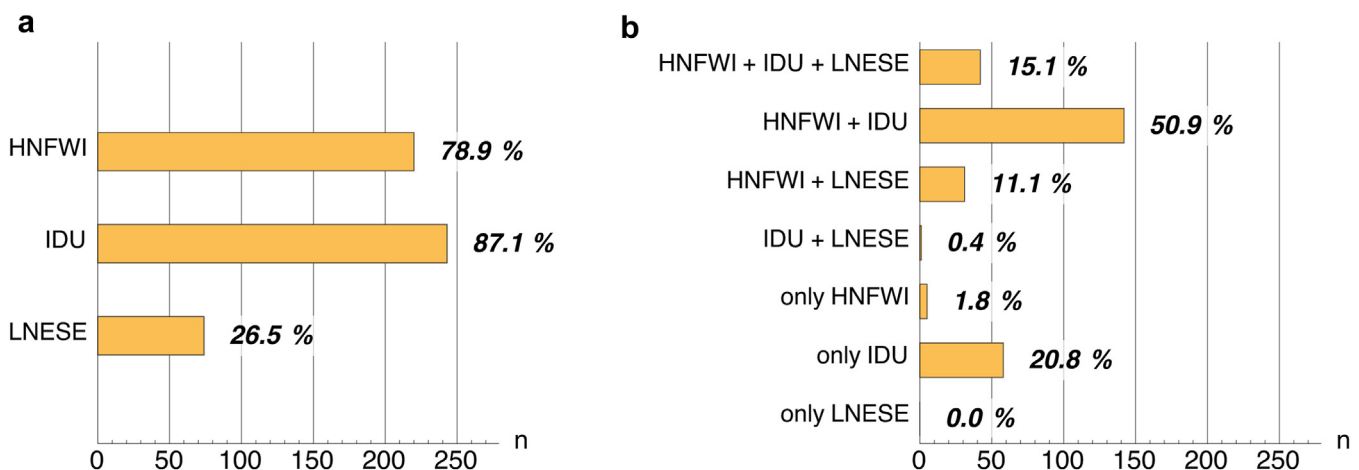 a
HNFWI 78.9 %
IDU 87.1 %
LNESE 26.5 %
n
0 50 100 150 200 250
b
HNFWI + IDU + LNESE 15.1 %
HNFWI + IDU 50.9 %
HNFWI + LNESE 11.1 %
IDU + LNESE 0.4 %
only HNFWI 1.8 %
only IDU 20.8 %
only LNESE 0.0 %
n
0 50 100 150 200 250